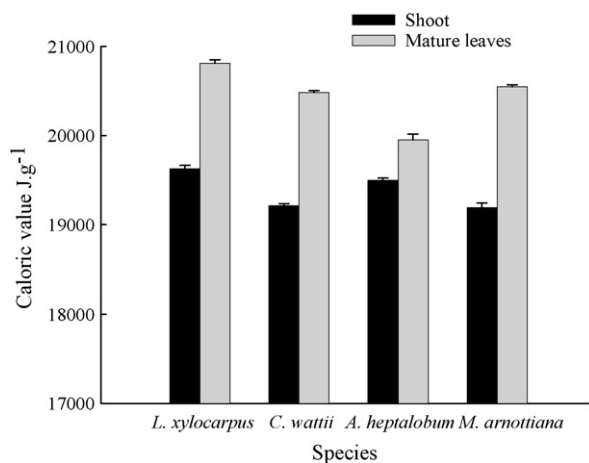 Shoot
Mature leaves
Caloric value J.g-1
21000
20000
19000
18000
17000
L. xylocarpus C. wattii A. heptalobum M. arnottiana
Species